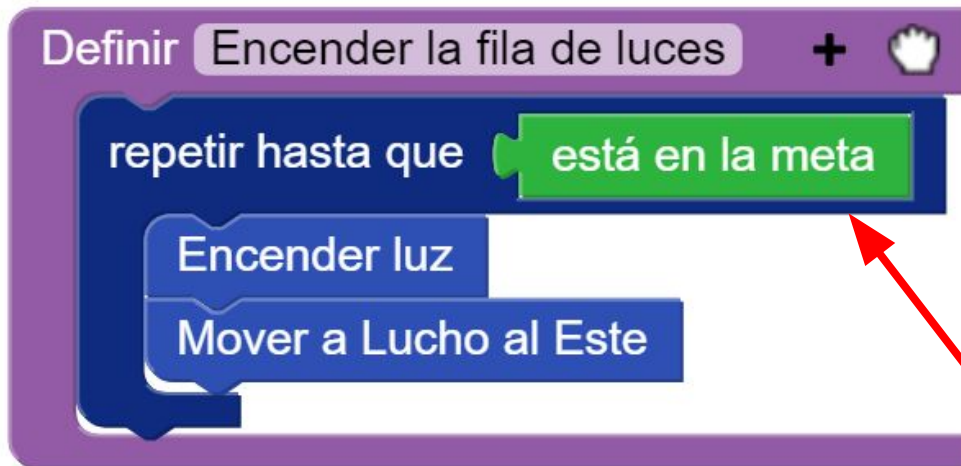 Definir Encender la fila de luces +
repetir hasta que está en la meta
Encender luz
Mover a Lucho al Este